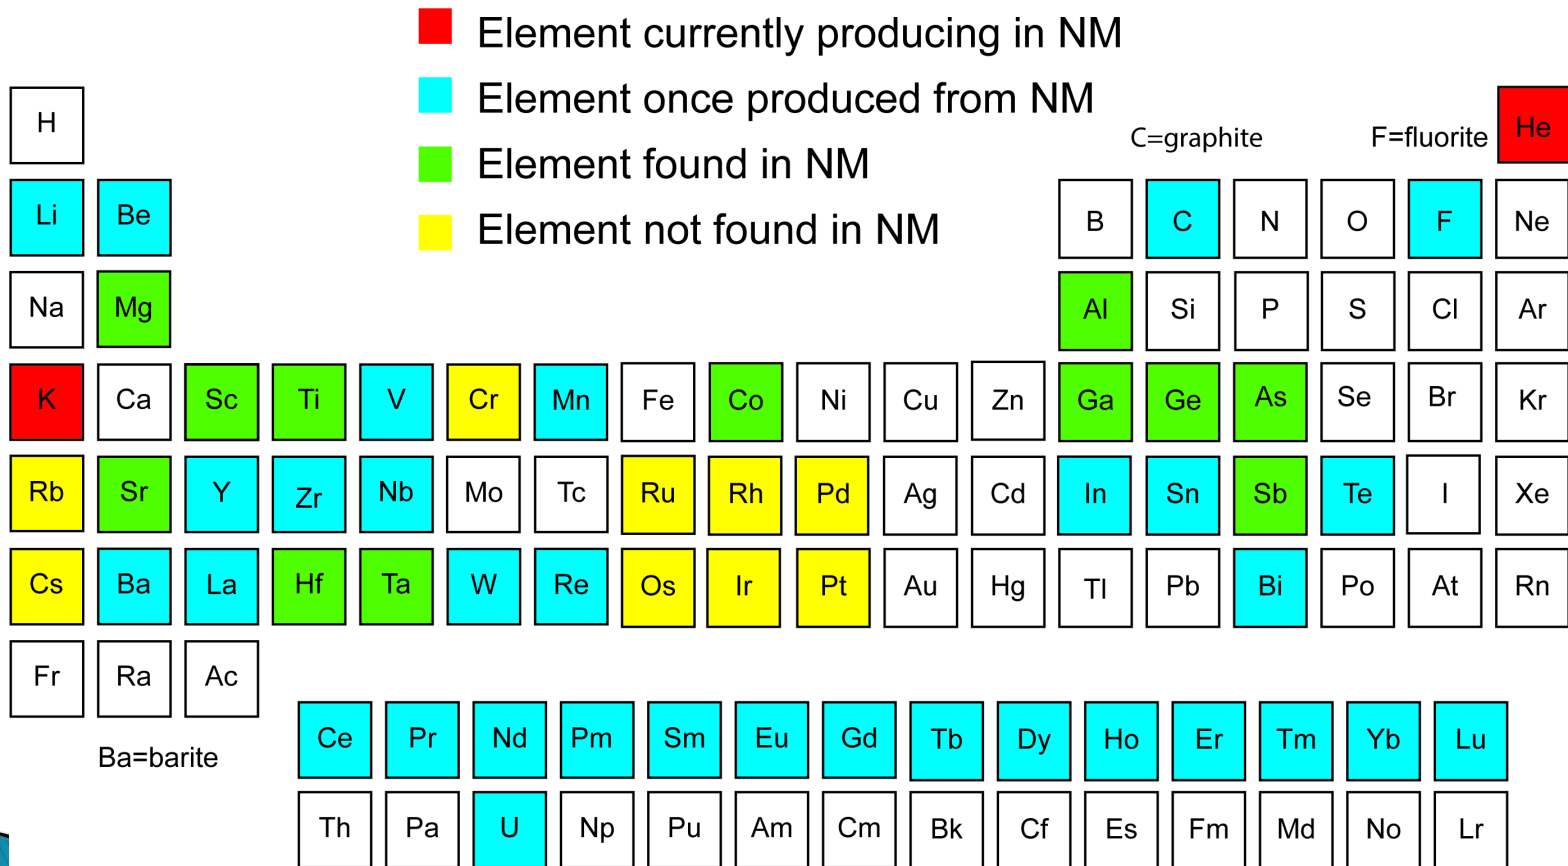 Element currently producing in NM
Element once produced from NM
Element found in NM
Element not found in NM
C=graphite F=fluorite
H He
Li Be B C N O F Ne
Na Mg Al Si P S Cl Ar
K Ca Sc Ti V Cr Mn Fe Co Ni Cu Zn Ga Ge As Se Br Kr
Rb Sr Y Zr Nb Mo Tc Ru Rh Pd Ag Cd In Sn Sb Te I Xe
Cs Ba La Hf Ta W Re Os Ir Pt Au Hg Tl Pb Bi Po At Rn
Fr Ra Ac
Ba=barite
Ce Pr Nd Pm Sm Eu Gd Tb Dy Ho Er Tm Yb Lu
Th Pa U Np Pu Am Cm Bk Cf Es Fm Md No Lr